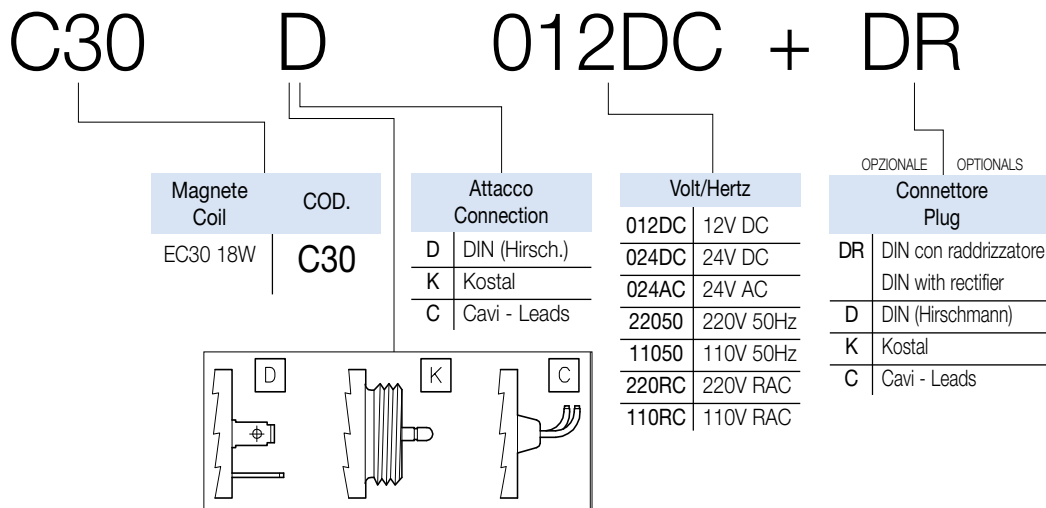 C30 D 012DC + DR
OPZIONALE OPTIONALS
Magnete
Coil
COD.
EC30 18W C30
Attacco
Connection
D DIN (Hirsch.)
K Kostal
C Cavi - Leads
Volt/Hertz
012DC 12V DC
024DC 24V DC
024AC 24V AC
22050 220V 50Hz
11050 110V 50Hz
220RC 220V RAC
110RC 110V RAC
Connettore
Plug
DR DIN con raddrizzatore
DIN with rectifier
D DIN (Hirschmann)
K Kostal
C Cavi - Leads
D K C